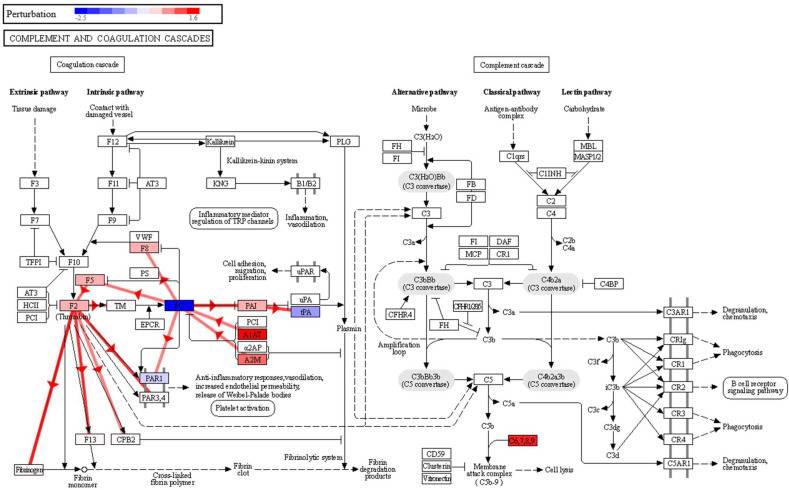 Perturbation
-2.5
1.6
COMPLEMENT AND COAGULATION CASCADES
Coagulation cascade
Complement cascade
Extrinsic pathway
Intrinsic pathway
Alternative pathway
Classical pathway
Lectin pathway
Tissue damage
Contact with
damaged vessel
Microbe
Antigen-antibody
complex
Carbohydrate
F12
Kallikrein
PLG
C3(H2O)
FH
FI
C1qrs
MBL
MASP1/2
Kallikrein-kinin system
C1INH
F3
F11
AT3
KNG
B1/B2
C3(H2O)Bb
(C3 convertase)
FB
FD
C2
C4
F7
F9
Inflammatory mediator
regulation of TRP channels
Inflammation,
vasodilation
C3
C3a
C2b
C4a
VWF
F8
TFPI
F10
Cell adhesion,
migration,
proliferation
uPAR
FI
DAF
MCP
CR1
F5
PS
C3bBb
(C3 convertase)
C3
C4b2a
(C3 convertase)
C4BP
AT3
HCII
PCI
F2
(Thrombin)
TM
EPCR
PAI
uPA
tPA
PCI
A1AT
α2AP
A2M
Plasmin
CFHR4
FH
C3a
C3b
Amplification
loop
C3AR1
Degranulation,
chemotaxis
C3b
CRIg
C3f
CR1
Phagocytosis
iC3b
CR2
B cell receptor
signaling pathway
C3c
CR3
C3dg
CR4
Phagocytosis
C3d
C5AR1
Degranulation,
chemotaxis
PAR1
PAR3,4
Anti-inflammatory responses, vasodilation,
increased endothelial permeability,
release of Weibel-Palade bodies
Platelet activation
C3bBb3b
(C5 convertase)
C5
C4b2a3b
(C5 convertase)
C5a
C5b
F13
CPB2
C6,7,8,9
CD59
Clusterin
Vitronectin
Membrane
attack complex
(C5b-9)
Cell lysis
Fibrinolytic system
Fibrinogen
Fibrin
monomer
Cross-linked
fibrin polymer
Fibrin
clot
Fibrin
degradation
products